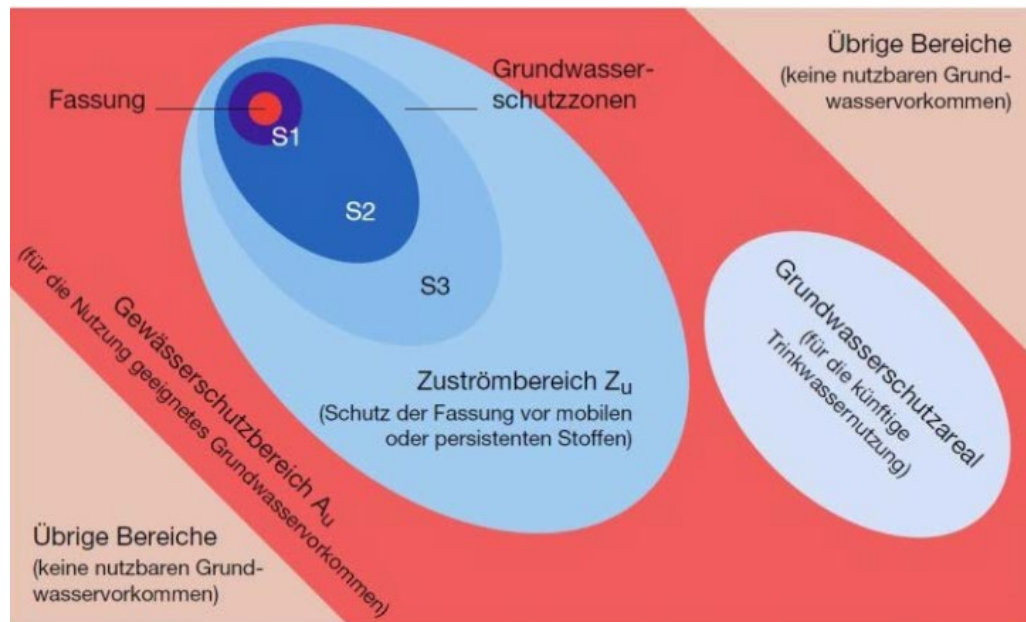 Übrige Bereiche
(keine nutzbaren Grund-
wasservorkommen)
Fassung
Grundwasser-
schutzzonen
S1
S2
S3
Gewässerschutzbereich Au
(für die Nutzung geeignetes Grundwasservorkommen)
Zuströmbereich Zu
(Schutz der Fassung vor mobilen
oder persistenten Stoffen)
Grundwasserschutzareal
(für die künftige
Trinkwassernutzung)
Übrige Bereiche
(keine nutzbaren Grund-
wasservorkommen)